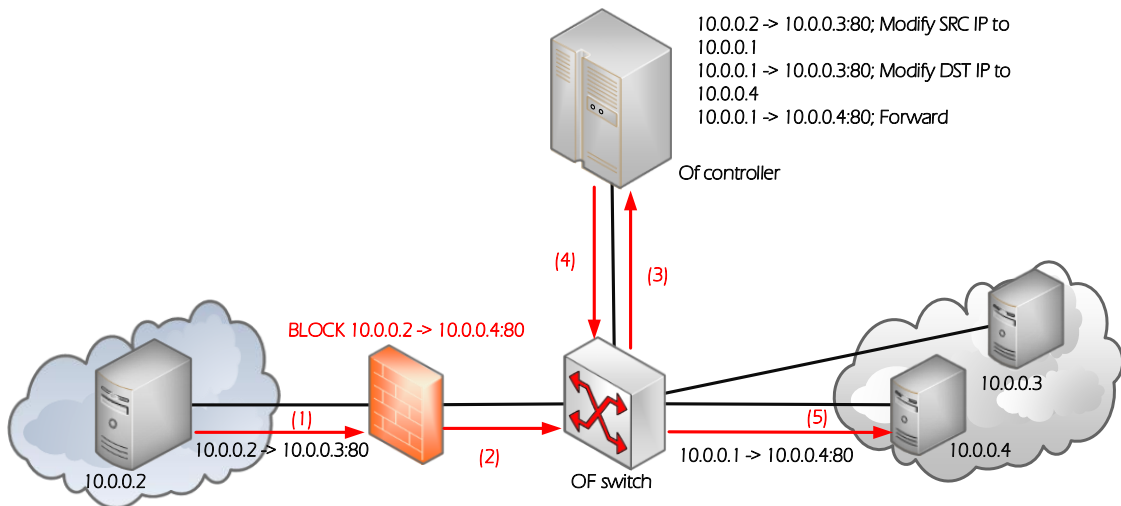 10.0.0.2 -> 10.0.0.3:80; Modify SRC IP to
10.0.0.1
10.0.0.1 -> 10.0.0.3:80; Modify DST IP to
10.0.0.4
10.0.0.1 -> 10.0.0.4:80; Forward
Of controller
(4)
(3)
BLOCK 10.0.0.2 -> 10.0.0.4:80
10.0.0.3
(1)
(5)
10.0.0.2 -> 10.0.0.3:80
(2)
10.0.0.1 -> 10.0.0.4:80
10.0.0.4
10.0.0.2
OF switch